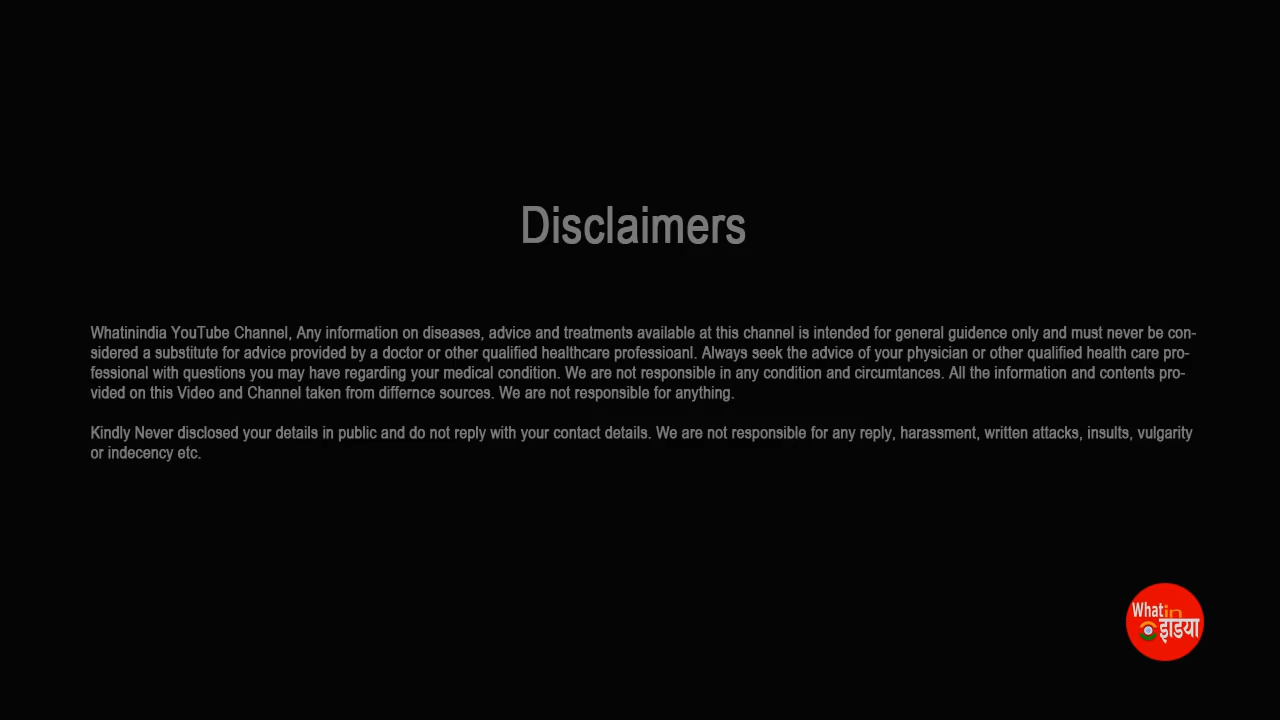 Disclaimers
Whatinindia YouTube Channel, Any information on diseases, advice and treatments available at this channel is intended for general guidence only and must never be con-
sidered a substitute for advice provided by a doctor or other qualified healthcare professioanl. Always seek the advice of your physician or other qualified health care pro-
fessional with questions you may have regarding your medical condition. We are not responsible in any condition and circumtances. All the information and contents pro-
vided on this Video and Channel taken from differnce sources. We are not responsible for anything.
Kindly Never disclosed your details in public and do not reply with your contact details. We are not responsible for any reply, harassment, written attacks, insults, vulgarity
or indecency etc.
What in
इंडिया